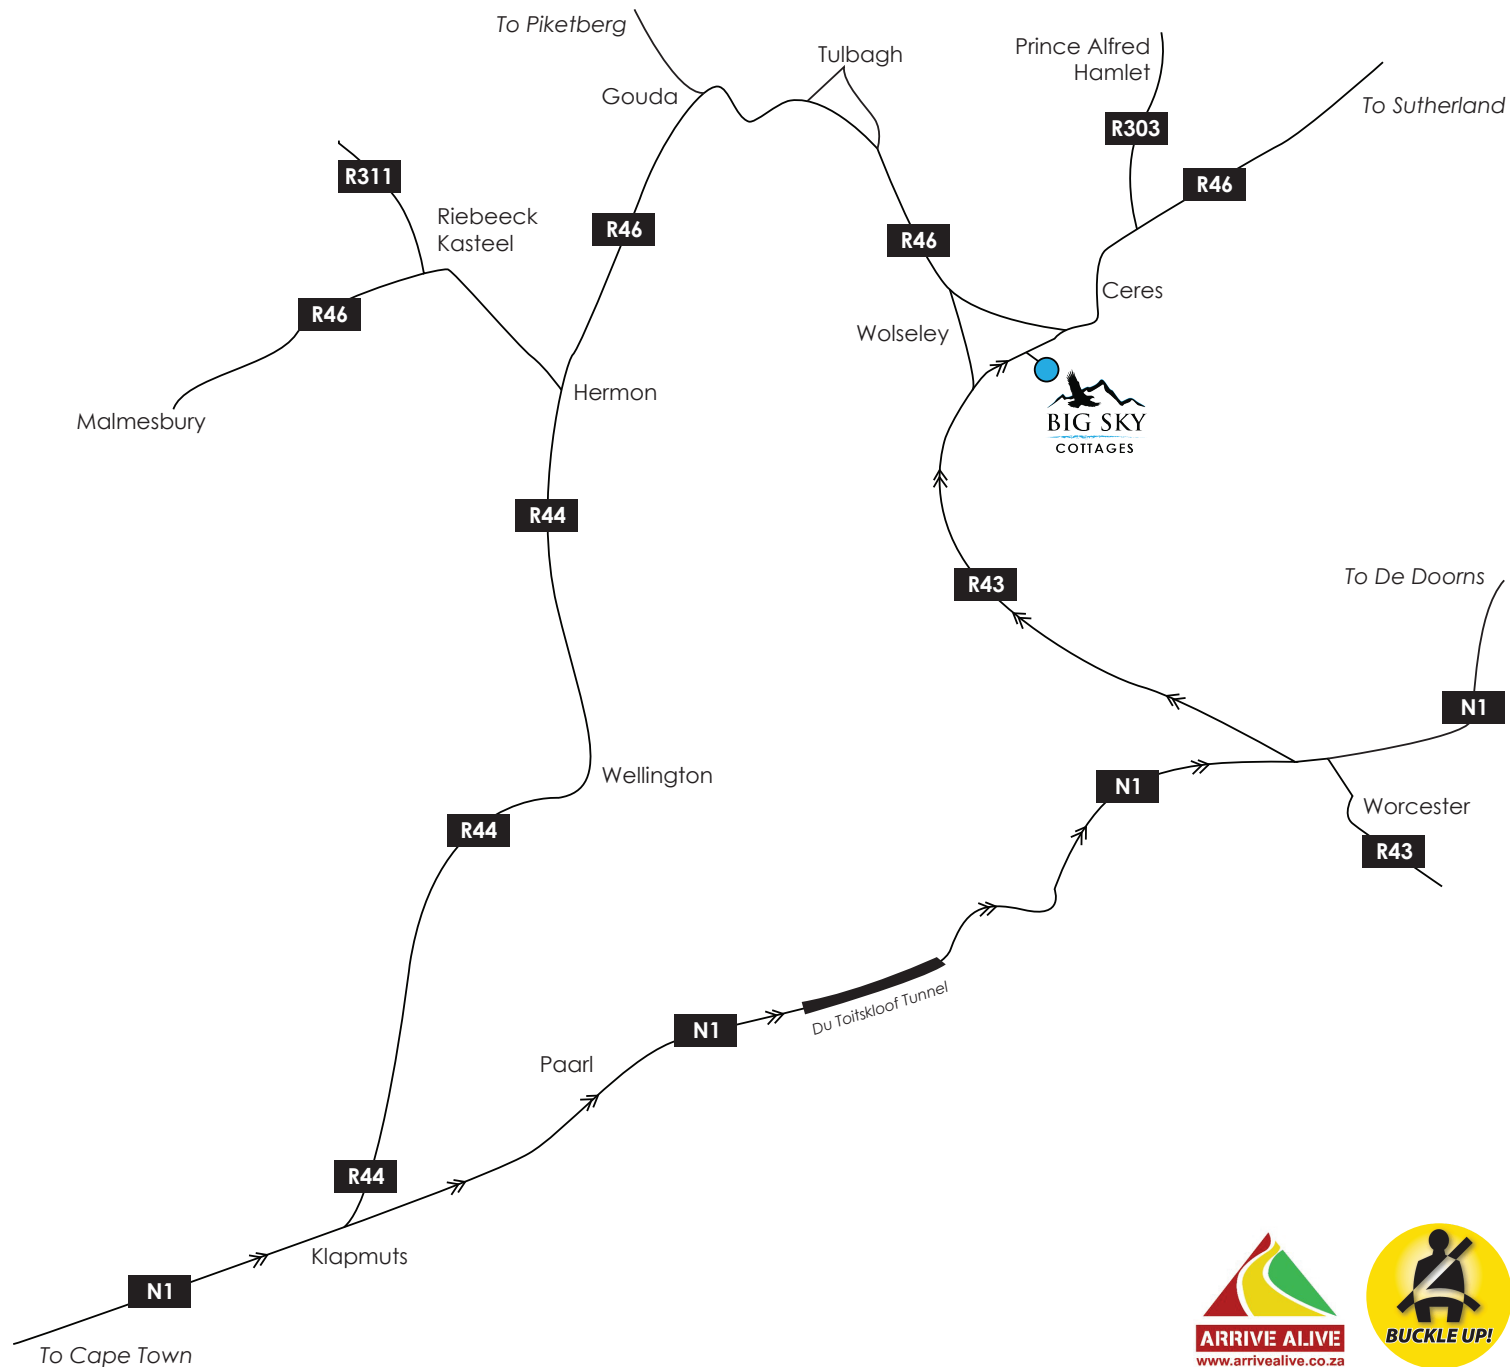 To Piketberg
Tulbagh
Prince Alfred
Hamlet
To Sutherland
Gouda
R303
R311
R46
Riebeeck
Kasteel
R46
R46
R46
Ceres
Wolseley
Hermon
BIG SKY
COTTAGES
Malmesbury
R44
R43
To De Doorns
N1
Wellington
N1
Worcester
R44
R43
Du Toitskloof Tunnel
N1
Paarl
R44
Klapmuts
N1
To Cape Town
ARRIVE ALIVE
www.arrivealive.co.za
BUCKLE UP!